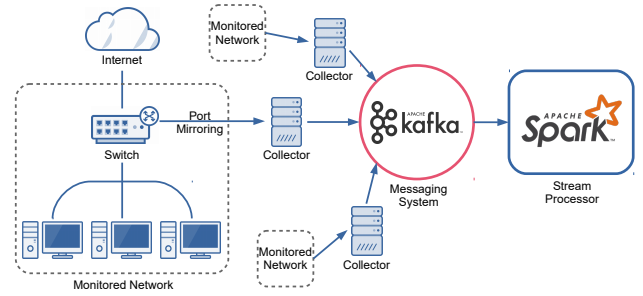 Internet
Monitored
Network
Collector
Port
Mirroring
Switch
Collector
APACHE
kafka
Messaging
System
APACHE
Spark
TM
Stream
Processor
Monitored
Network
Collector
Monitored Network